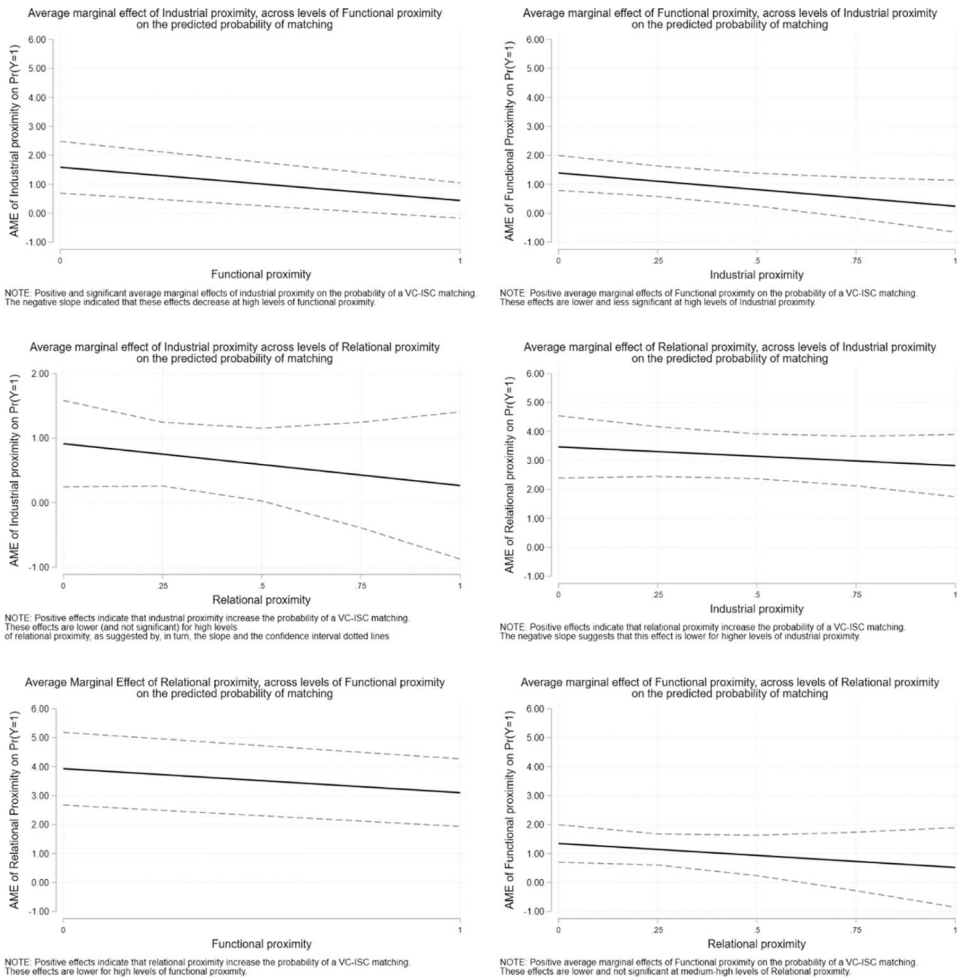 Average marginal effect of Industrial proximity, across levels of Functional proximity
on the predicted probability of matching
AME of Industrial proximity on Pr(Y=1)
6.00
5.00
4.00
3.00
2.00
1.00
0.00
-1.00
0
1
Functional proximity
NOTE: Positive and significant average marginal effects of industrial proximity on the probability of a VC-ISC matching.
The negative slope indicated that these effects decrease at high levels of functional proximity.
Average marginal effect of Functional proximity, across levels of Industrial proximity
on the predicted probability of matching
AME of Functional Proximity on Pr(Y=1)
6.00
5.00
4.00
3.00
2.00
1.00
0.00
-1.00
0
.25
.5
.75
1
Industrial proximity
NOTE: Positive average marginal effects of Functional proximity on the probability of a VC-ISC matching.
These effects are lower and less significant at high levels of Industrial proximity.
Average marginal effect of Industrial proximity across levels of Relational proximity
on the predicted probability of matching
AME of Industrial proximity on Pr(Y=1)
2.00
1.00
0.00
-1.00
0
.25
.5
.75
1
Relational proximity
NOTE: Positive effects indicate that industrial proximity increase the probability of a VC-ISC matching.
These effects are lower (and not significant) for high levels
of relational proximity, as suggested by, in turn, the slope and the confidence interval dotted lines
Average marginal effect of Relational proximity, across levels of Industrial proximity
on the predicted probability of matching
AME of Relational proximity on Pr(Y=1)
6.00
5.00
4.00
3.00
2.00
1.00
0.00
-1.00
0
.25
.5
.75
1
Industrial proximity
NOTE: Positive effects indicate that relational proximity increase the probability of a VC-ISC matching.
The negative slope suggests that this effect is lower for higher levels of industrial proximity.
Average Marginal Effect of Relational proximity, across levels of Functional proximity
on the predicted probability of matching
AME of Relational Proximity on Pr(Y=1)
6.00
5.00
4.00
3.00
2.00
1.00
0.00
-1.00
0
1
Functional proximity
NOTE: Positive effects indicate that relational proximity increase the probability of a VC-ISC matching.
These effects are lower for high levels of functional proximity.
Average marginal effect of Functional proximity, across levels of Relational proximity
on the predicted probability of matching
AME of Functional proximity on Pr(Y=1)
6.00
5.00
4.00
3.00
2.00
1.00
0.00
-1.00
0
.25
.5
.75
1
Relational proximity
NOTE: Positive average marginal effects of Functional proximity on the probability of a VC-ISC matching.
These effects are lower and not significant at medium-high levels of Relational proximity.